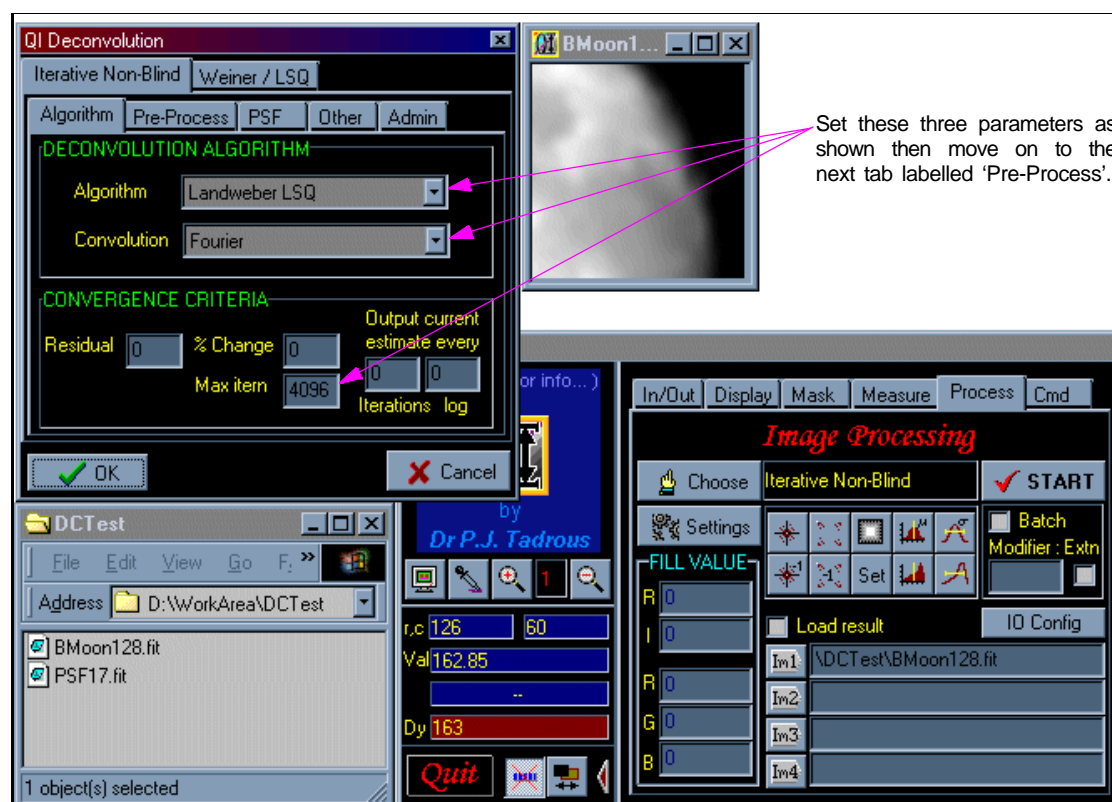 QI Deconvolution
Iterative Non-Blind Weiner / LSQ
Algorithm Pre-Process PSF Other Admin
DECONVOLUTION ALGORITHM
Algorithm Landweber LSQ
Convolution Fourier
CONVERGENCE CRITERIA
Output current
estimate every
Residual 0 % Change 0
Max itern 4096
0 0
Iterations log
OK Cancel
BMoon1...
Set these three parameters as
shown then move on to the
next tab labelled ‘Pre-Process’.
DCTest
File Edit View Go F: »
Address D:\WorkArea\DCTest
BMoon128.fit
PSF17.fit
1 object(s) selected
or info... )
by
Dr P.J. Tadrous
1
r,c 126 60
Val 162.85
--
Dy 163
Quit
In/Out Display Mask Measure Process Cmd
Image Processing
Choose Iterative Non-Blind START
Settings
Batch
Modifier : Extn
Set
FILL VALUE
R 0
I 0
R 0
G 0
B 0
Load result IO Config
Im1 \DCTest\BMoon128.fit
Im2
Im3
Im4